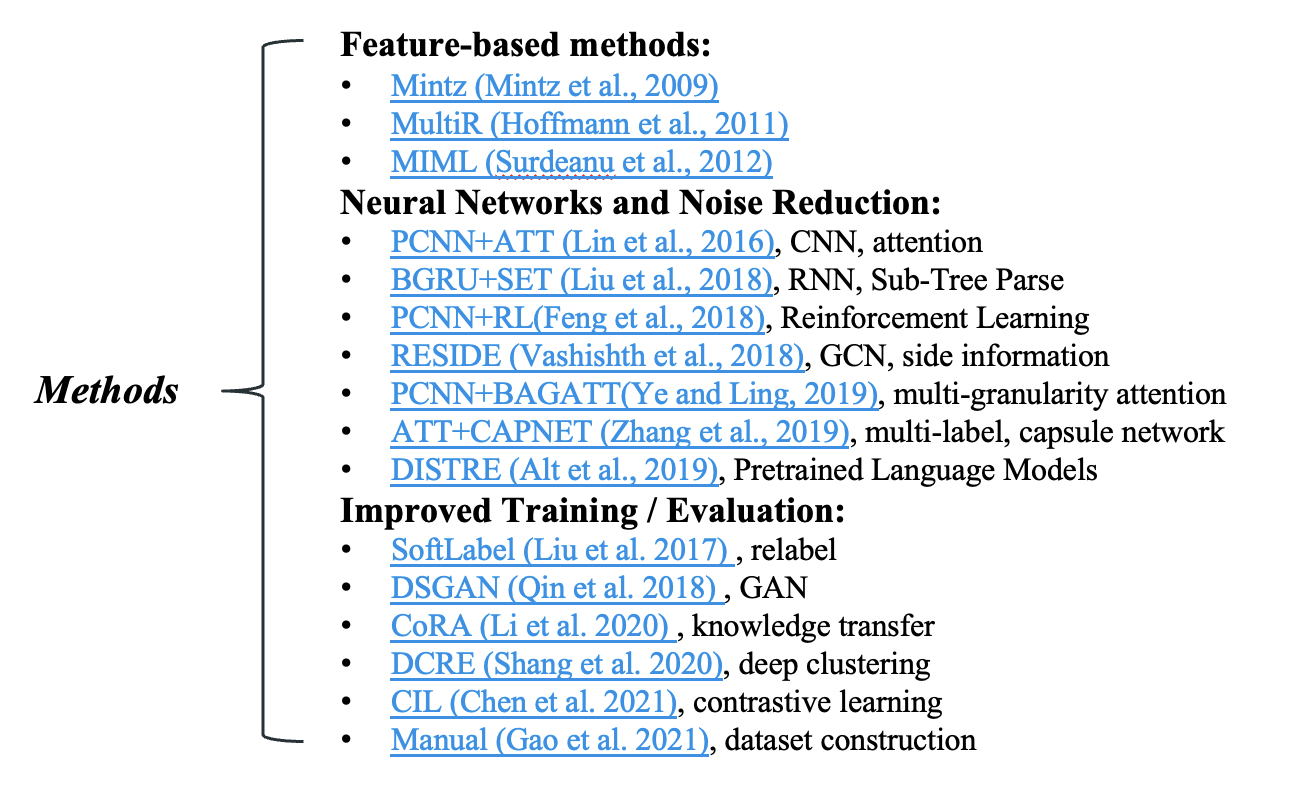 Methods
Feature-based methods:
• Mintz (Mintz et al., 2009)
• MultiR (Hoffmann et al., 2011)
• MIML (Surdeanu et al., 2012)
Neural Networks and Noise Reduction:
• PCNN+ATT (Lin et al., 2016), CNN, attention
• BGRU+SET (Liu et al., 2018), RNN, Sub-Tree Parse
• PCNN+RL(Feng et al., 2018), Reinforcement Learning
• RESIDE (Vashishth et al., 2018), GCN, side information
• PCNN+BAGATT(Ye and Ling, 2019), multi-granularity attention
• ATT+CAPNET (Zhang et al., 2019), multi-label, capsule network
• DISTRE (Alt et al., 2019), Pretrained Language Models
Improved Training / Evaluation:
• SoftLabel (Liu et al. 2017) , relabel
• DSGAN (Qin et al. 2018) , GAN
• CoRA (Li et al. 2020) , knowledge transfer
• DCRE (Shang et al. 2020), deep clustering
• CIL (Chen et al. 2021), contrastive learning
• Manual (Gao et al. 2021), dataset construction